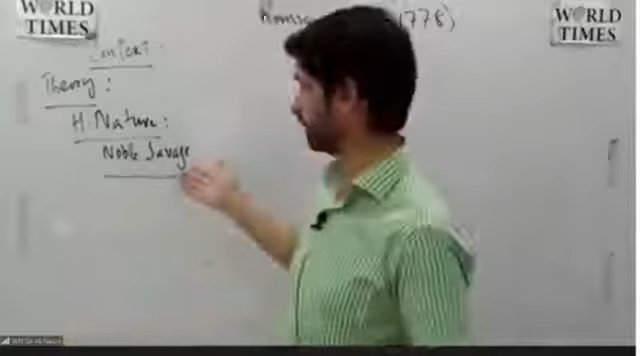 WORLD
TIMES
1778)
WORLD
TIMES
Context:
Theory:
H. Nature:
Noble Savage